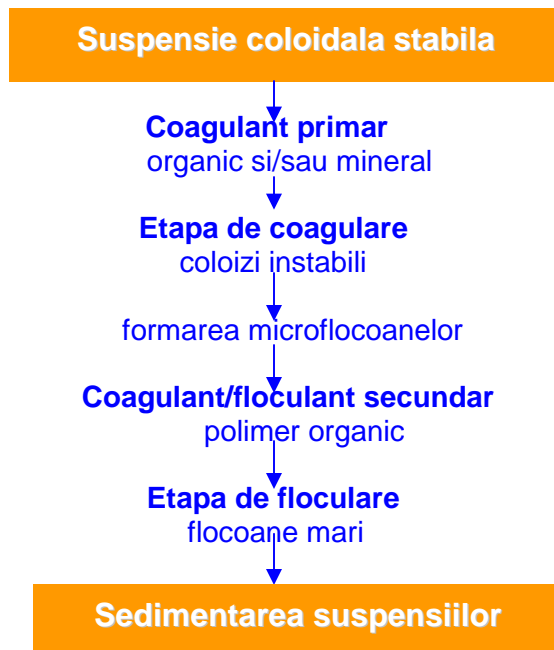 Suspensie coloidala stabila
Coagulant primar
organic si/sau mineral
Etapa de coagulare
coloizi instabili
formarea microflocoanelor
Coagulant/floculant secundar
polimer organic
Etapa de floculare
flocoane mari
Sedimentarea suspensiilor